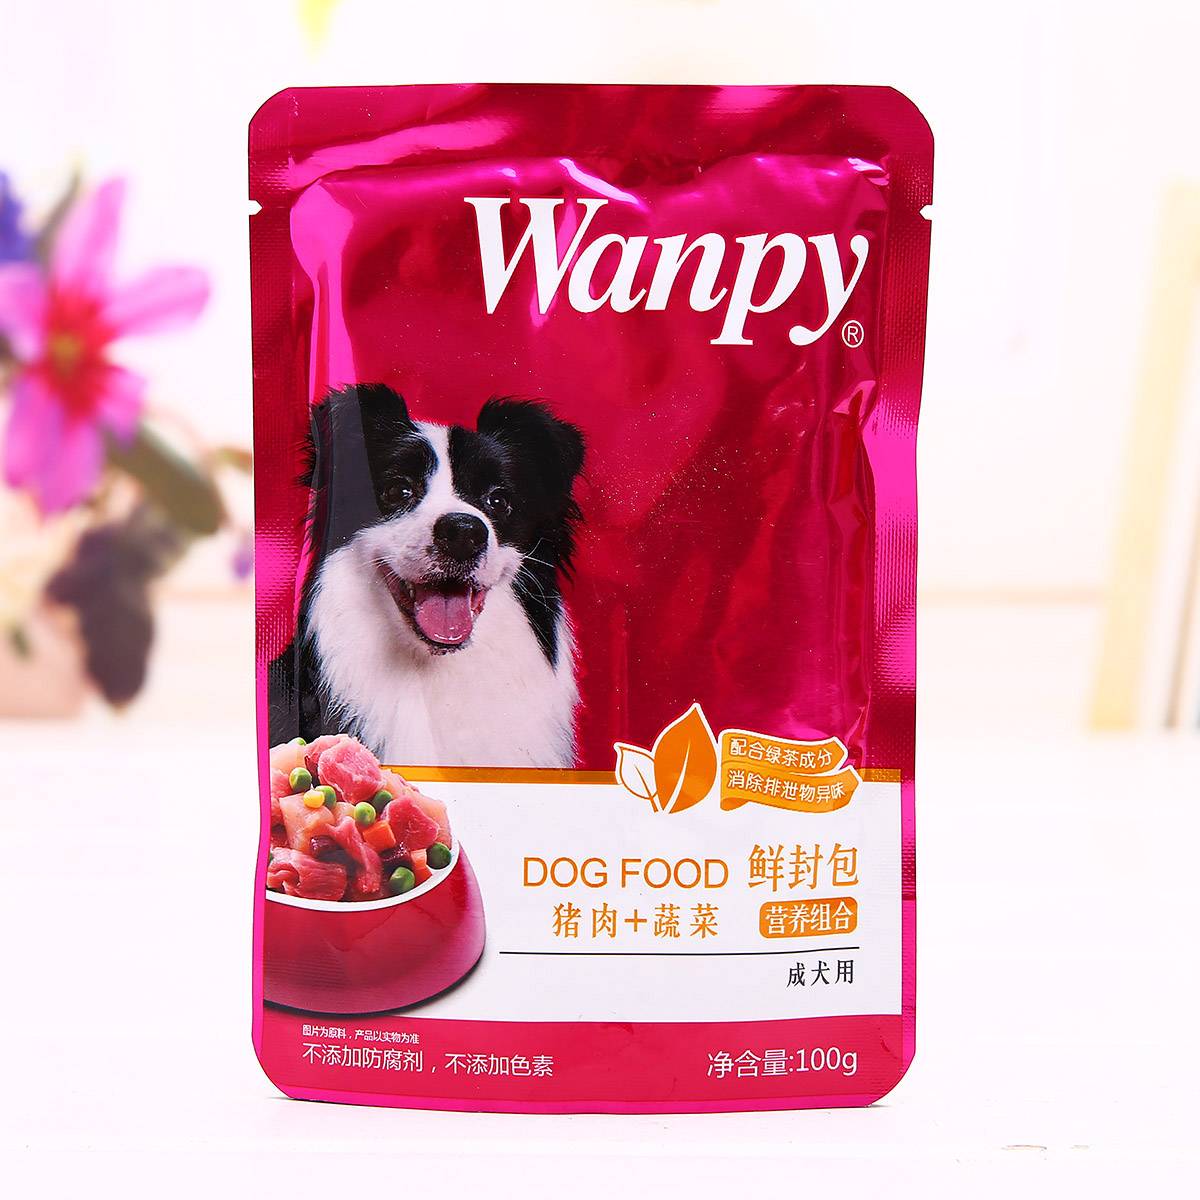 Wanpy
®
配合绿茶成分
消除排泄物异味
DOG FOOD 鲜封包
猪肉+蔬菜 营养组合
成犬用
图片为原料，产品以实物为准
不添加防腐剂，不添加色素
净含量:100g